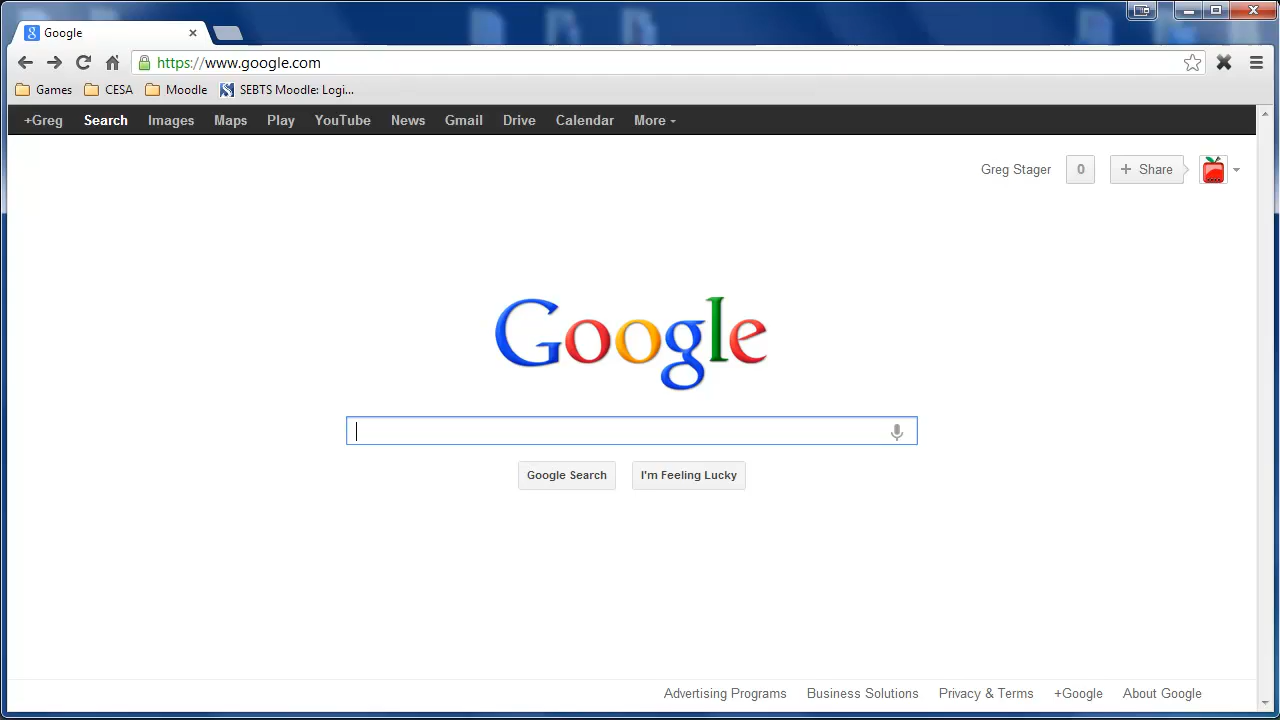 Google
https://www.google.com
Games CESA Moodle SEBTS Moodle: Logi...
+Greg Search Images Maps Play YouTube News Gmail Drive Calendar More
Greg Stager 0 + Share
Google
Google Search I'm Feeling Lucky
Advertising Programs Business Solutions Privacy & Terms +Google About Google